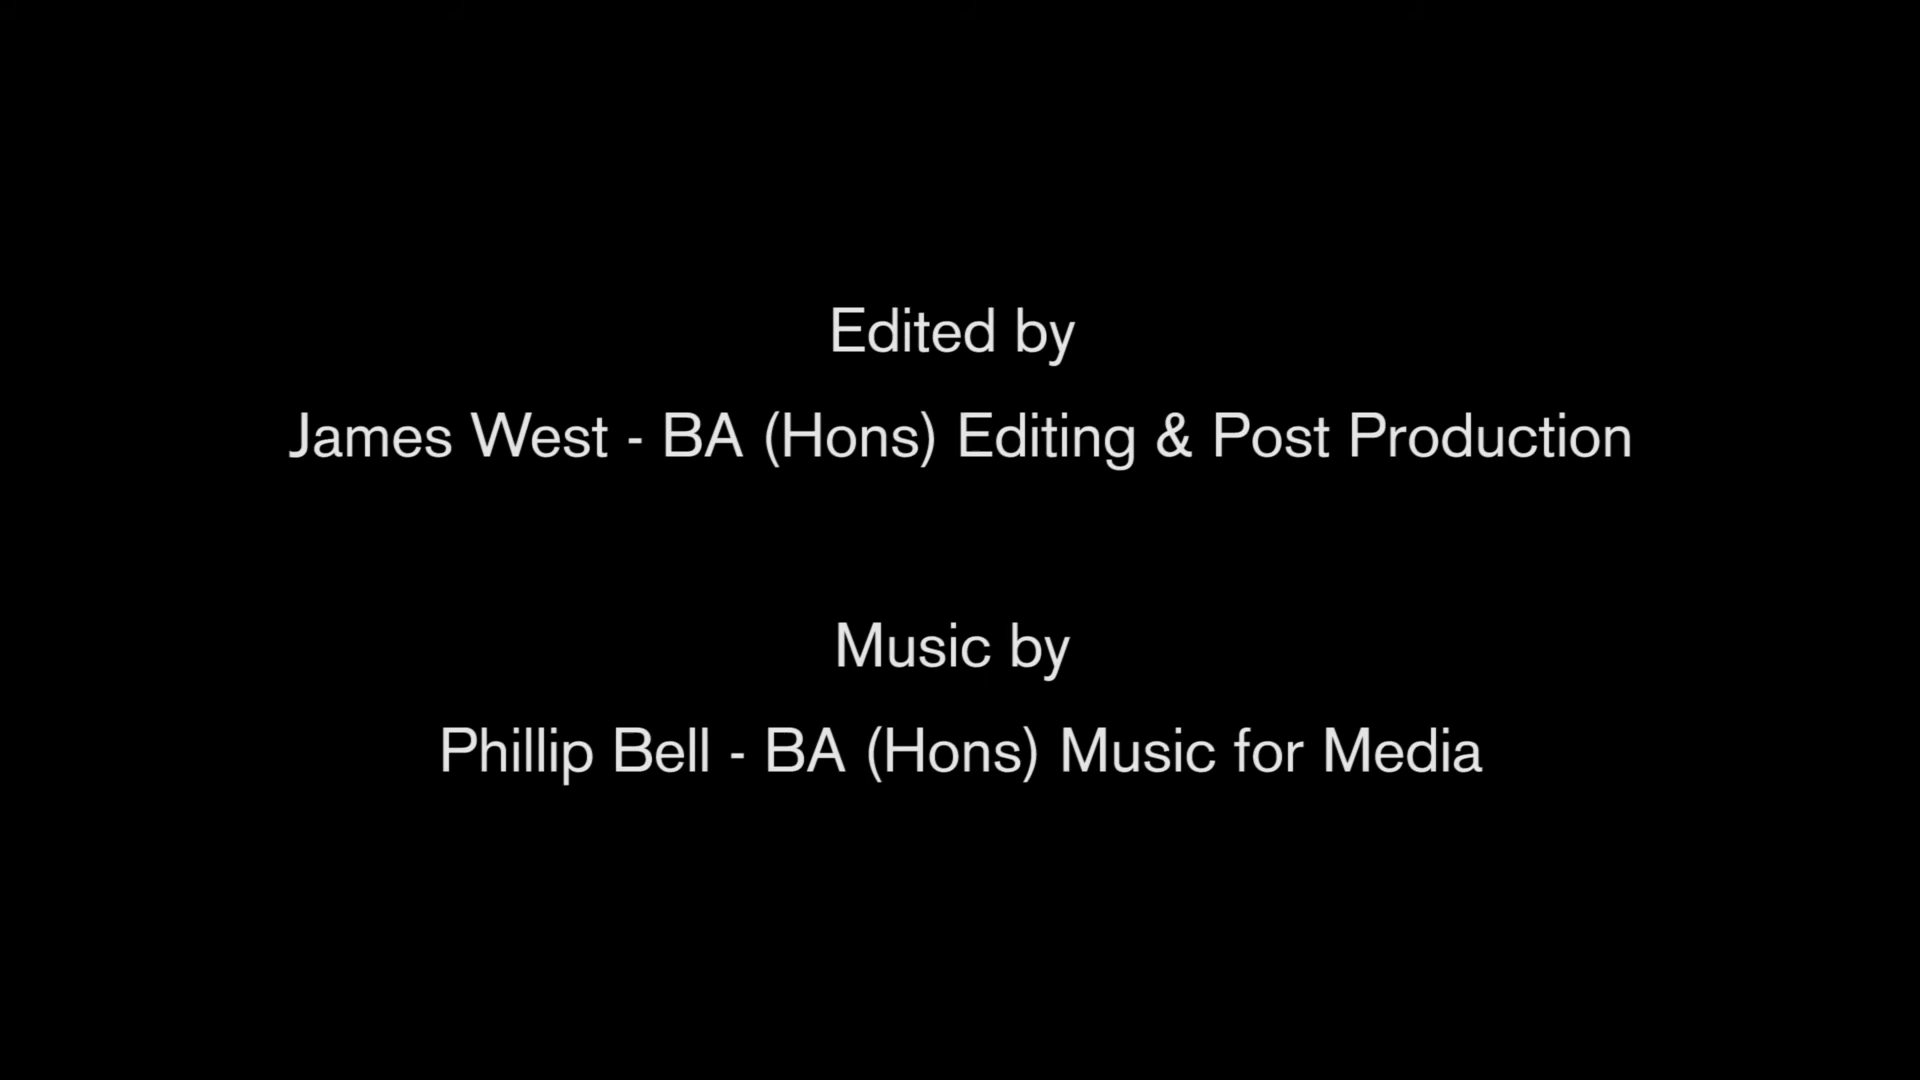 Edited by
James West - BA (Hons) Editing & Post Production
Music by
Phillip Bell - BA (Hons) Music for Media